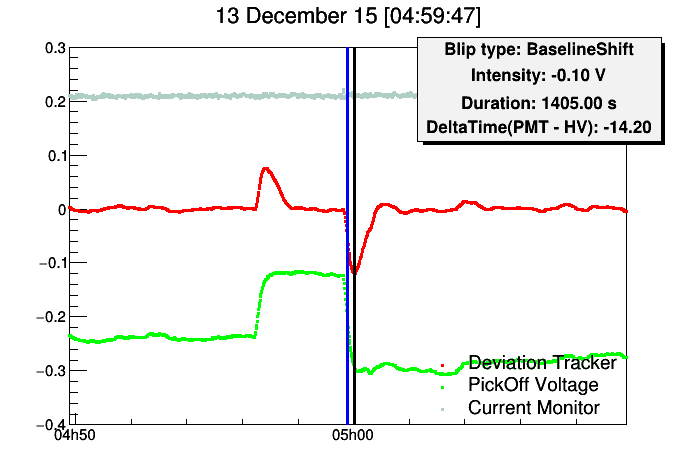 13 December 15 [04:59:47]
Blip type: BaselineShift
Intensity: -0.10 V
Duration: 1405.00 s
DeltaTime(PMT - HV): -14.20
0.3
0.2
0.1
0
−0.1
−0.2
−0.3
−0.4
Deviation Tracker
PickOff Voltage
Current Monitor
04h50
05h00